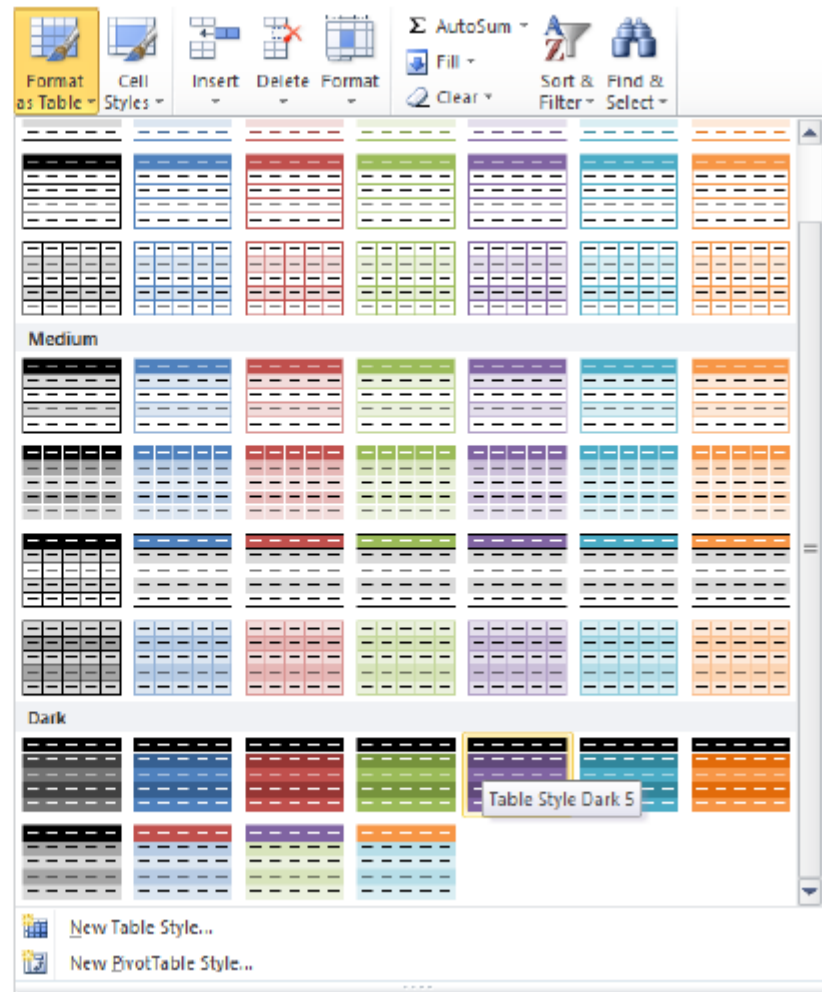 Format as Table
Cell Styles
Insert
Delete
Format
Σ AutoSum
Fill
Clear
Sort & Filter
Find & Select
Medium
Dark
Table Style Dark 5
New Table Style...
New PivotTable Style...